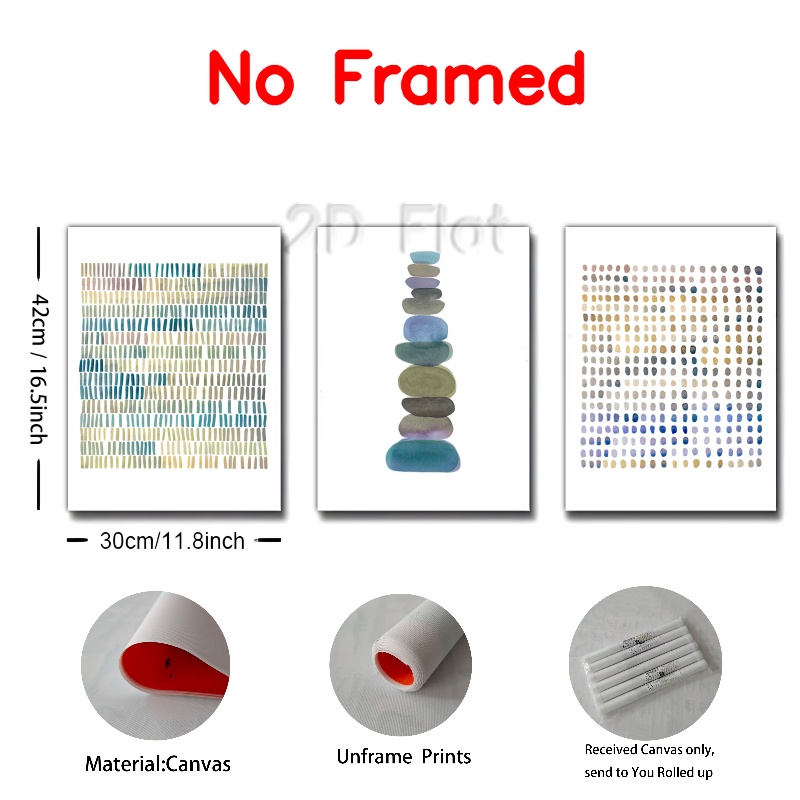 No Framed
2D Flat
42cm / 16.5inch
30cm/11.8inch
Material:Canvas
Unframe Prints
Received Canvas only,
send to You Rolled up